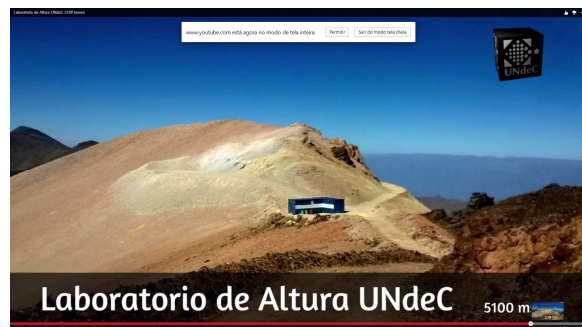 Laboratorio de Altura UNdeC 5100 msnm
www.youtube.com está agora no modo de tela inteira. Permitir Sair do modo tela cheia
UNdeC
Laboratorio de Altura UNdeC 5100 m